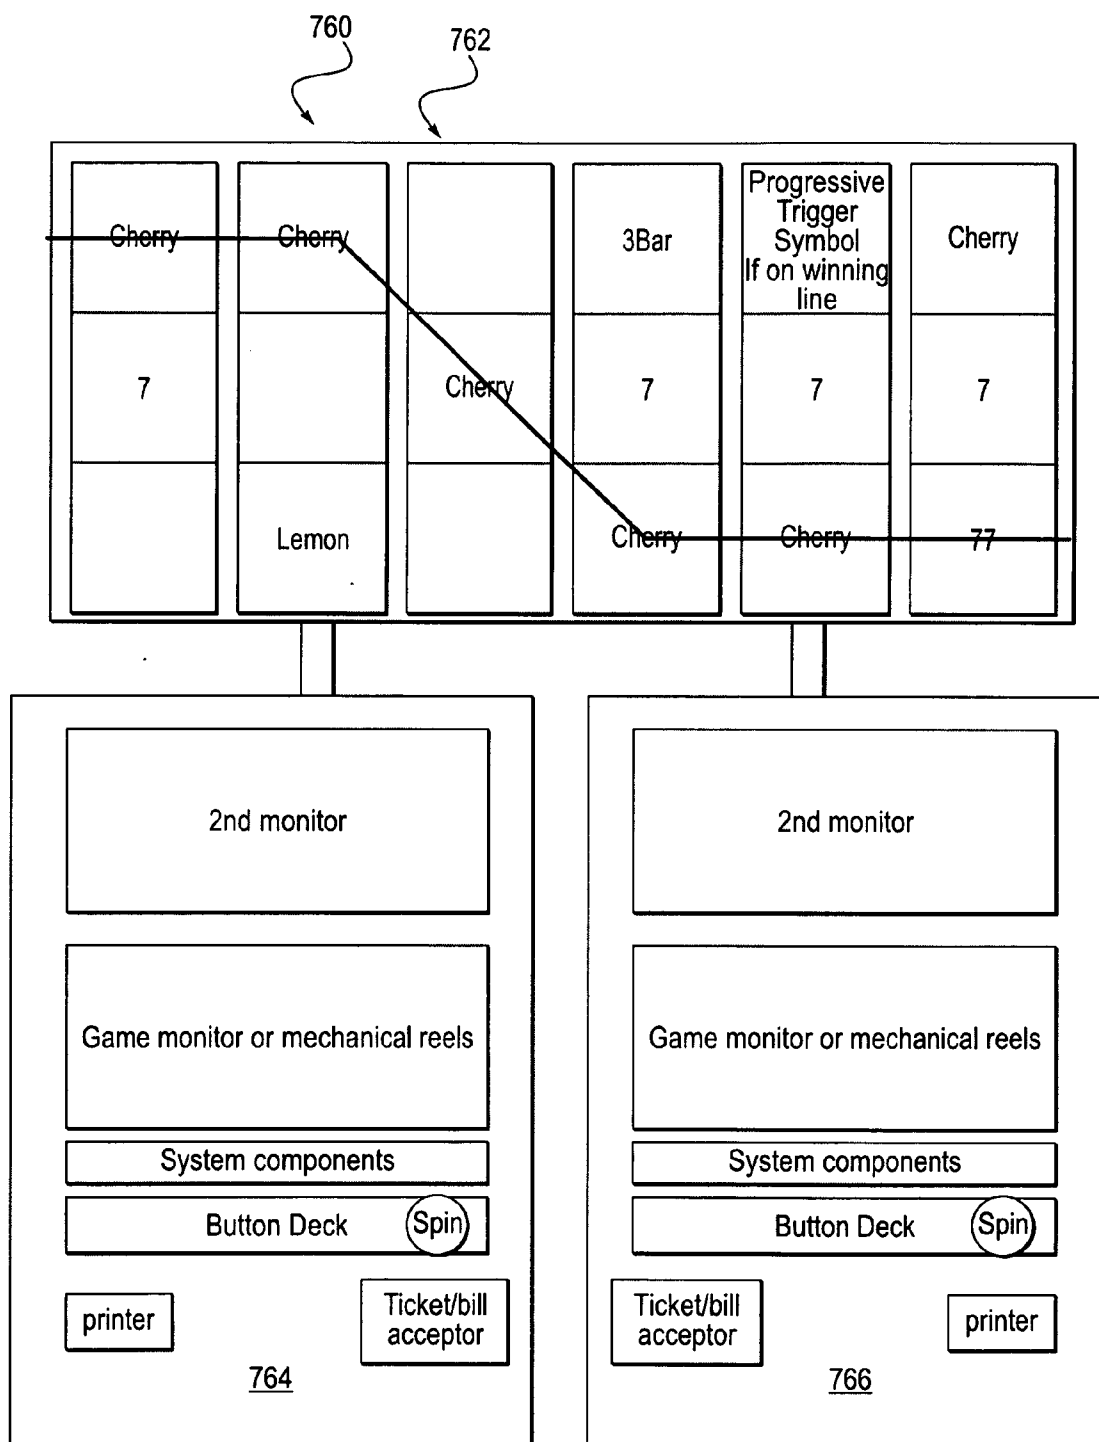 760
762
Cherry
Cherry
3Bar
Progressive
Trigger
Symbol
If on winning
line
Cherry
7
Cherry
7
7
7
Lemon
Cherry
Cherry
77
2nd monitor
2nd monitor
Game monitor or mechanical reels
Game monitor or mechanical reels
System components
System components
Button Deck
Spin
Button Deck
Spin
printer
Ticket/bill
acceptor
Ticket/bill
acceptor
printer
764
766